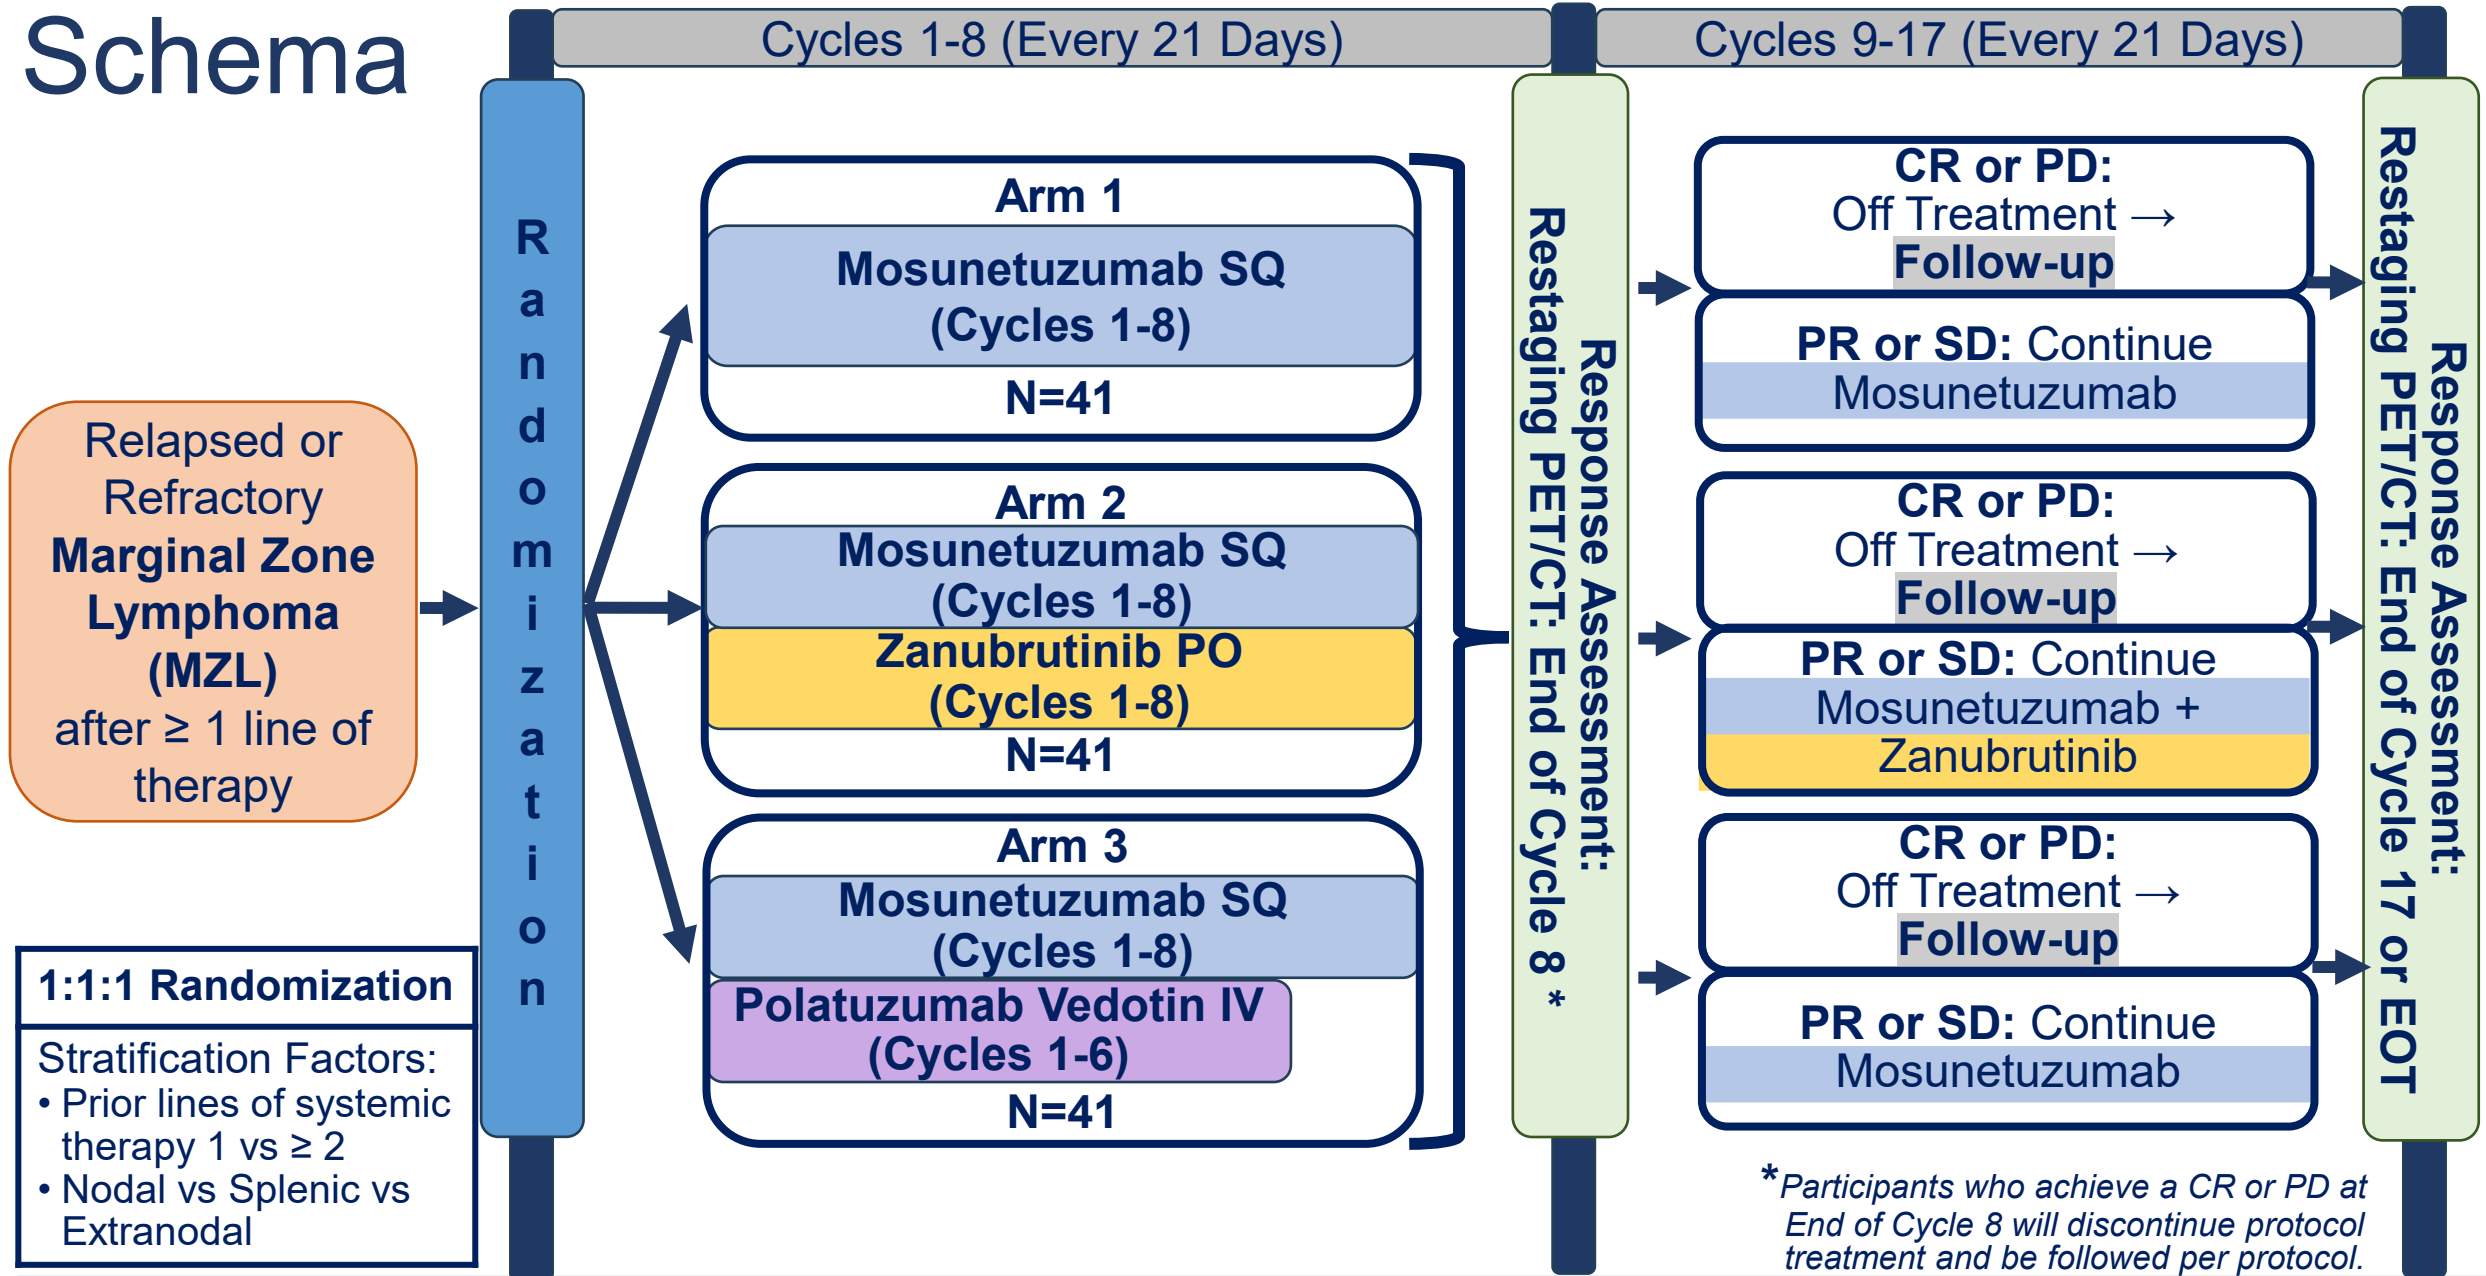 Schema
Cycles 1-8 (Every 21 Days)
Cycles 9-17 (Every 21 Days)
Relapsed or
Refractory
Marginal Zone
Lymphoma
(MZL)
after ≥ 1 line of
therapy
1:1:1 Randomization
Stratification Factors:
• Prior lines of systemic
therapy 1 vs ≥ 2
• Nodal vs Splenic vs
Extranodal
Randomization
Arm 1
Mosunetuzumab SQ
(Cycles 1-8)
N=41
Arm 2
Mosunetuzumab SQ
(Cycles 1-8)
Zanubrutinib PO
(Cycles 1-8)
N=41
Arm 3
Mosunetuzumab SQ
(Cycles 1-8)
Polatuzumab Vedotin IV
(Cycles 1-6)
N=41
Response Assessment:
Restaging PET/CT: End of Cycle 8 *
CR or PD:
Off Treatment →
Follow-up
PR or SD: Continue
Mosunetuzumab
CR or PD:
Off Treatment →
Follow-up
PR or SD: Continue
Mosunetuzumab +
Zanubrutinib
CR or PD:
Off Treatment →
Follow-up
PR or SD: Continue
Mosunetuzumab
Response Assessment:
Restaging PET/CT: End of Cycle 17 or EOT
*Participants who achieve a CR or PD at
End of Cycle 8 will discontinue protocol
treatment and be followed per protocol.